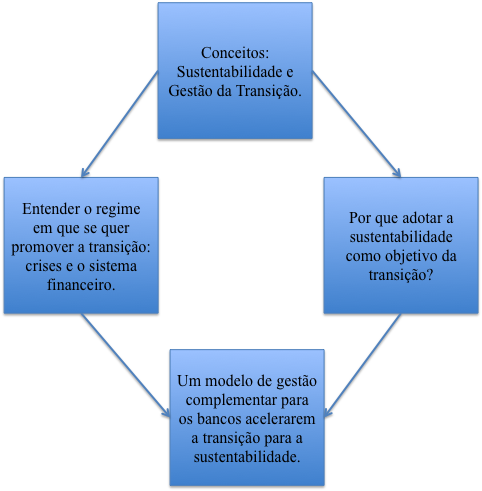 Conceitos:
Sustentabilidade e
Gestão da Transição.
Entender o regime
em que se quer
promover a transição:
crises e o sistema
financeiro.
Por que adotar a
sustentabilidade
como objetivo da
transição?
Um modelo de gestão
complementar para
os bancos acelerarem
a transição para a
sustentabilidade.